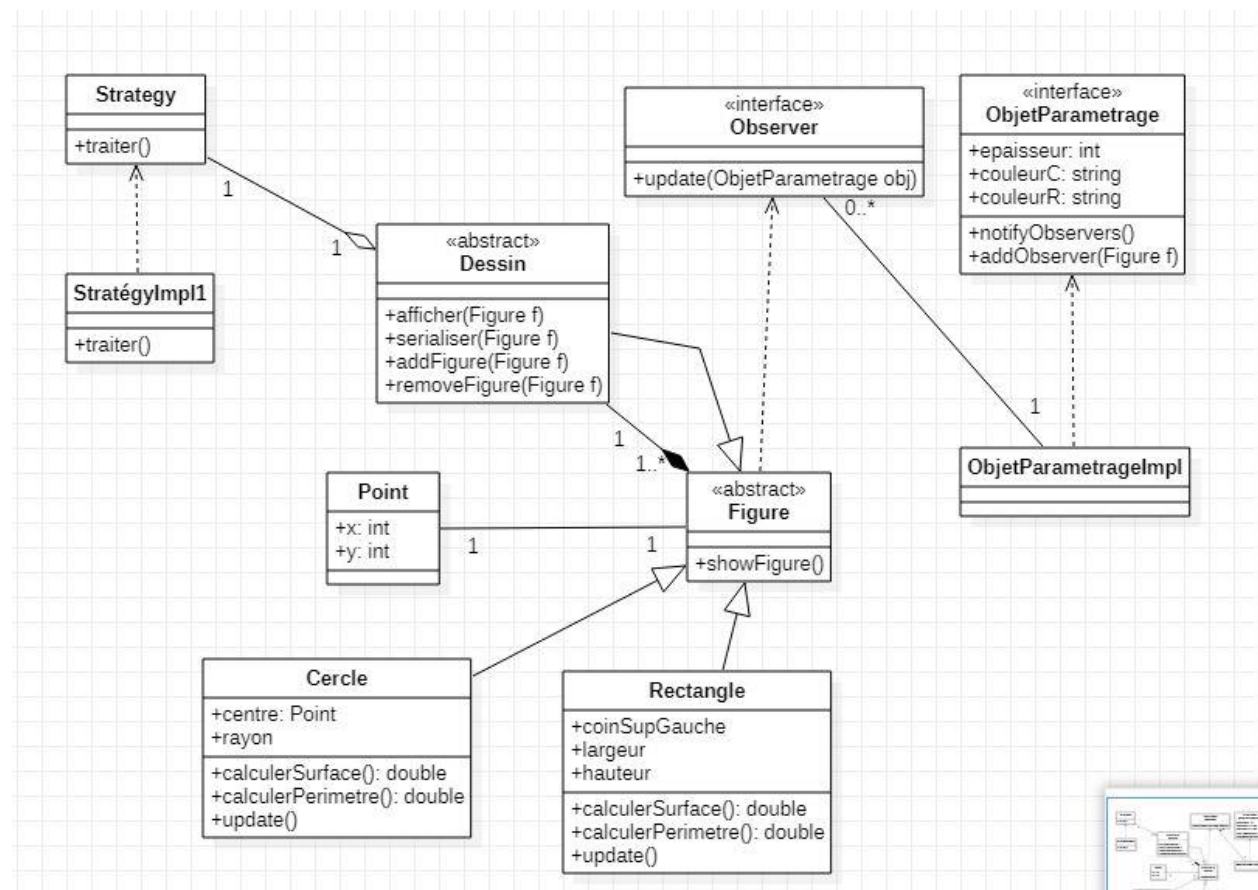 Strategy
+traiter()
1
StratégyImpl1
+traiter()
1
«abstract»
Dessin
+afficher(Figure f)
+serialiser(Figure f)
+addFigure(Figure f)
+removeFigure(Figure f)
«interface»
Observer
+update(ObjetParametrage obj)
0..*
«interface»
ObjetParametrage
+epaisseur: int
+couleurC: string
+couleurR: string
+notifyObservers()
+addObserver(Figure f)
1
ObjetParametrageImpl
1
1..*
Point
+x: int
+y: int
1
1
«abstract»
Figure
+showFigure()
Cercle
+centre: Point
+rayon
+calculerSurface(): double
+calculerPerimetre(): double
+update()
Rectangle
+coinSupGauche
+largeur
+hauteur
+calculerSurface(): double
+calculerPerimetre(): double
+update()